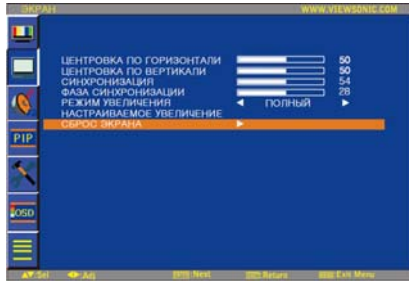 ЭКРАН WWW.VIEWSONIC.COM
ЦЕНТРОВКА ПО ГОРИЗОНТАЛИ 50
ЦЕНТРОВКА ПО ВЕРТИКАЛИ 50
СИНХРОНИЗАЦИЯ 54
ФАЗА СИНХРОНИЗАЦИИ 28
РЕЖИМ УВЕЛИЧЕНИЯ ПОЛНЫЙ
НАСТРАИВАЕМОЕ УВЕЛИЧЕНИЕ
СБРОС ЭКРАНА
PIP
OSD
Sel Adj Next Return Exit Menu